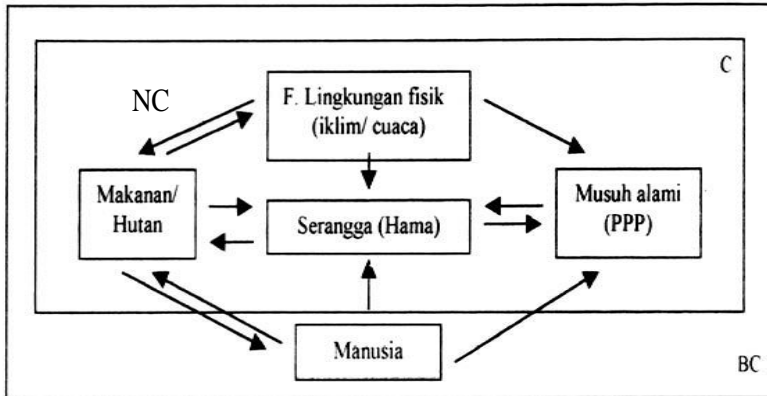 C
NC
F. Lingkungan fisik
(iklim/ cuaca)
Makanan/
Hutan
Serangga (Hama)
Musuh alami
(PPP)
Manusia
BC